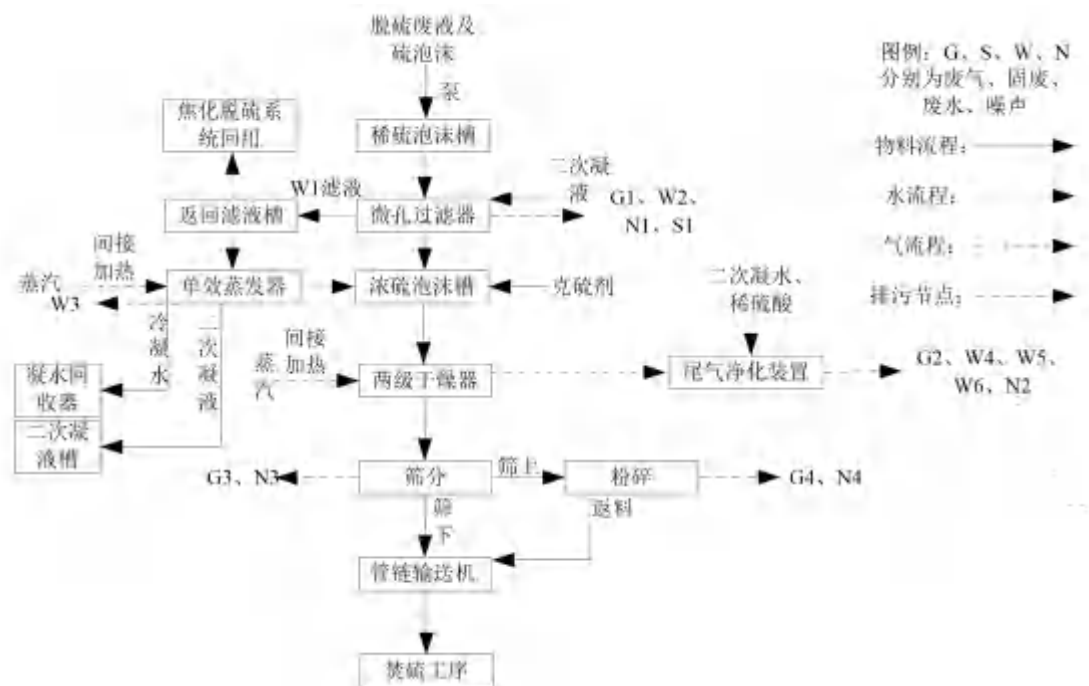 脱硫废液及
硫泡沫
泵
图例：G、S、W、N
分别为废气、固废、
废水、噪声
焦化脱硫系
统回用
稀硫泡沫槽
物料流程：
水流程：
气流程：
排污节点：
W1滤液
二次凝
液
返回滤液槽
微孔过滤器
G1、W2、
N1、S1
间接
加热
蒸汽
W3
单效蒸发器
浓硫泡沫槽
克硫剂
二次凝水、
稀硫酸
冷
凝
水
二
次
凝
液
间接
加热
蒸
汽
凝水回
收器
二次凝
液槽
两级干燥器
尾气净化装置
G2、W4、W5、
W6、N2
G3、N3
筛分
筛上
粉碎
G4、N4
筛
下
返料
管链输送机
焚硫工序